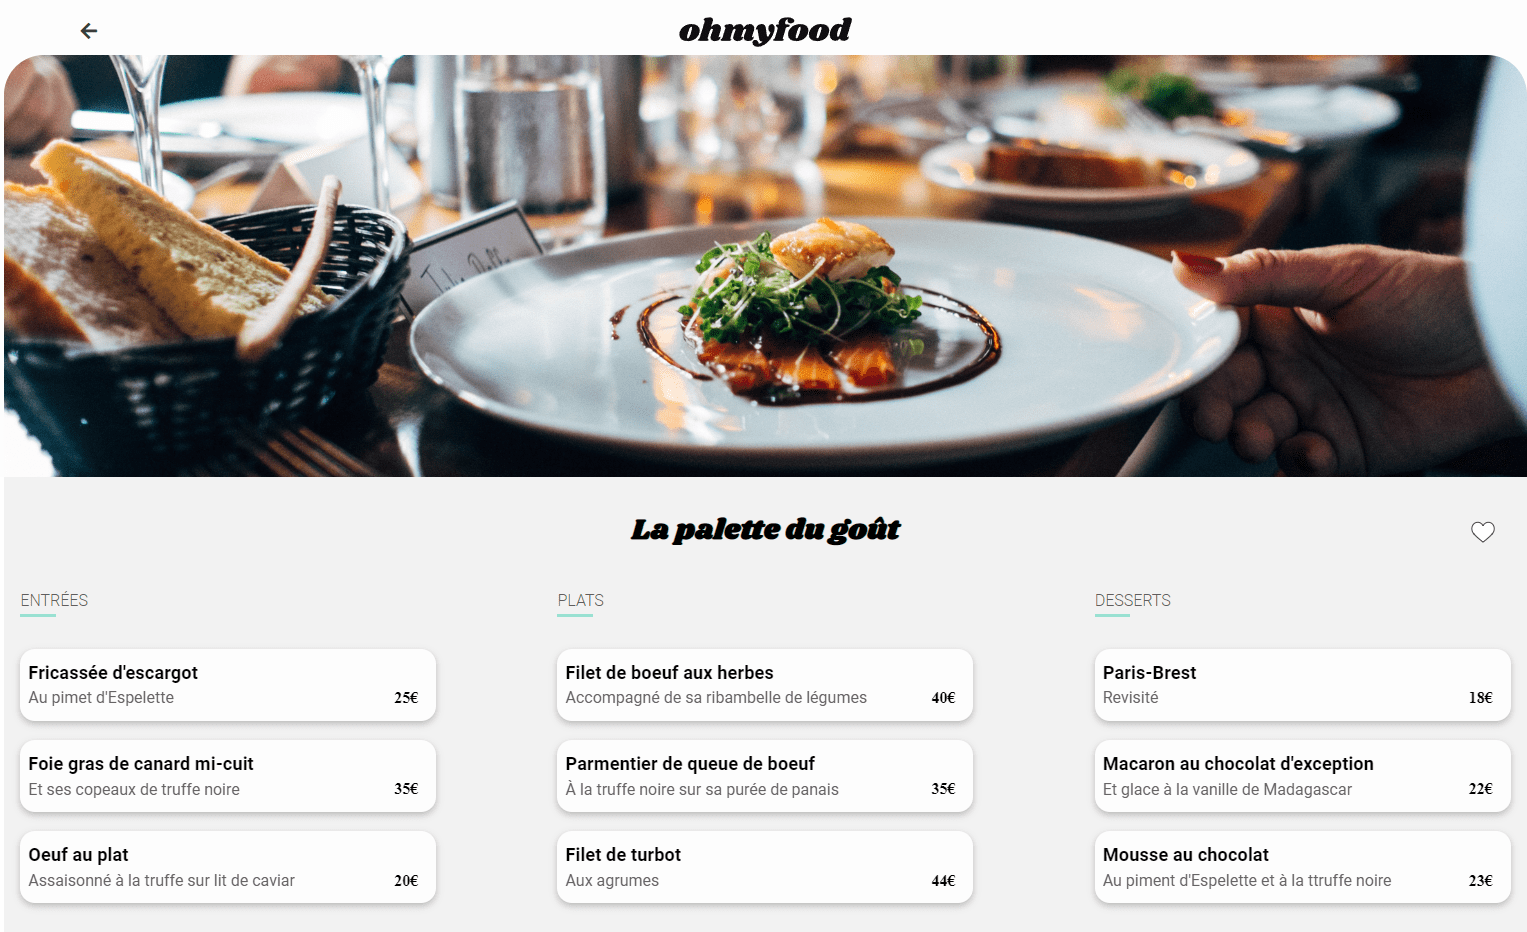 ohmyfood
La palette du goût
ENTRÉES
Fricassée d'escargot
Au pimet d'Espelette 25€
Foie gras de canard mi-cuit
Et ses copeaux de truffe noire 35€
Oeuf au plat
Assaisonné à la truffe sur lit de caviar 20€
PLATS
Filet de boeuf aux herbes
Accompagné de sa ribambelle de légumes 40€
Parmentier de queue de boeuf
À la truffe noire sur sa purée de panais 35€
Filet de turbot
Aux agrumes 44€
DESSERTS
Paris-Brest
Revisité 18€
Macaron au chocolat d'exception
Et glace à la vanille de Madagascar 22€
Mousse au chocolat
Au piment d'Espelette et à la ttruffe noire 23€